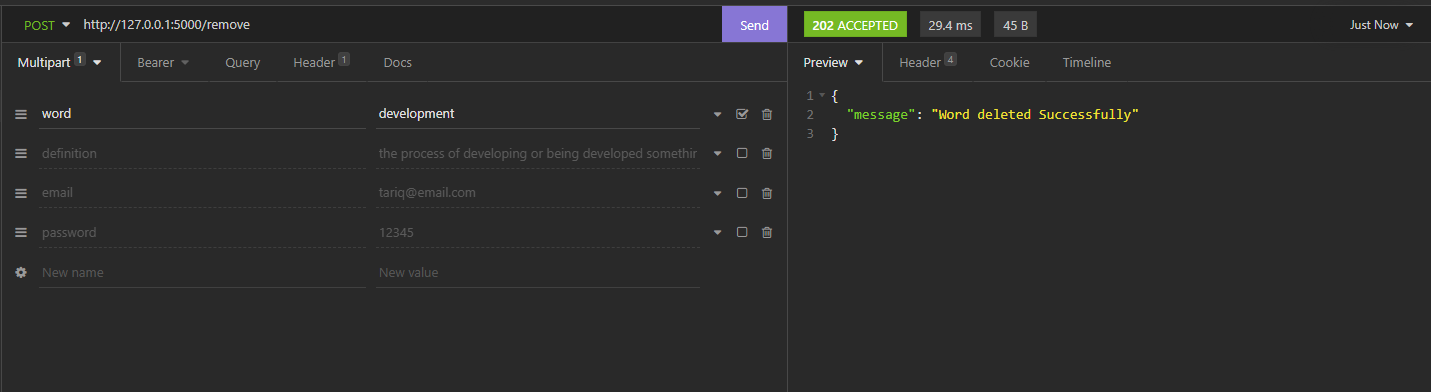 POST http://127.0.0.1:5000/remove Send 202 ACCEPTED 29.4 ms 45 B Just Now
Multipart 1 Bearer Query Header 1 Docs Preview Header 4 Cookie Timeline
word development
definition the process of developing or being developed somethin
email tariq@email.com
password 12345
New name New value
1 {
2 "message": "Word deleted Successfully"
3 }